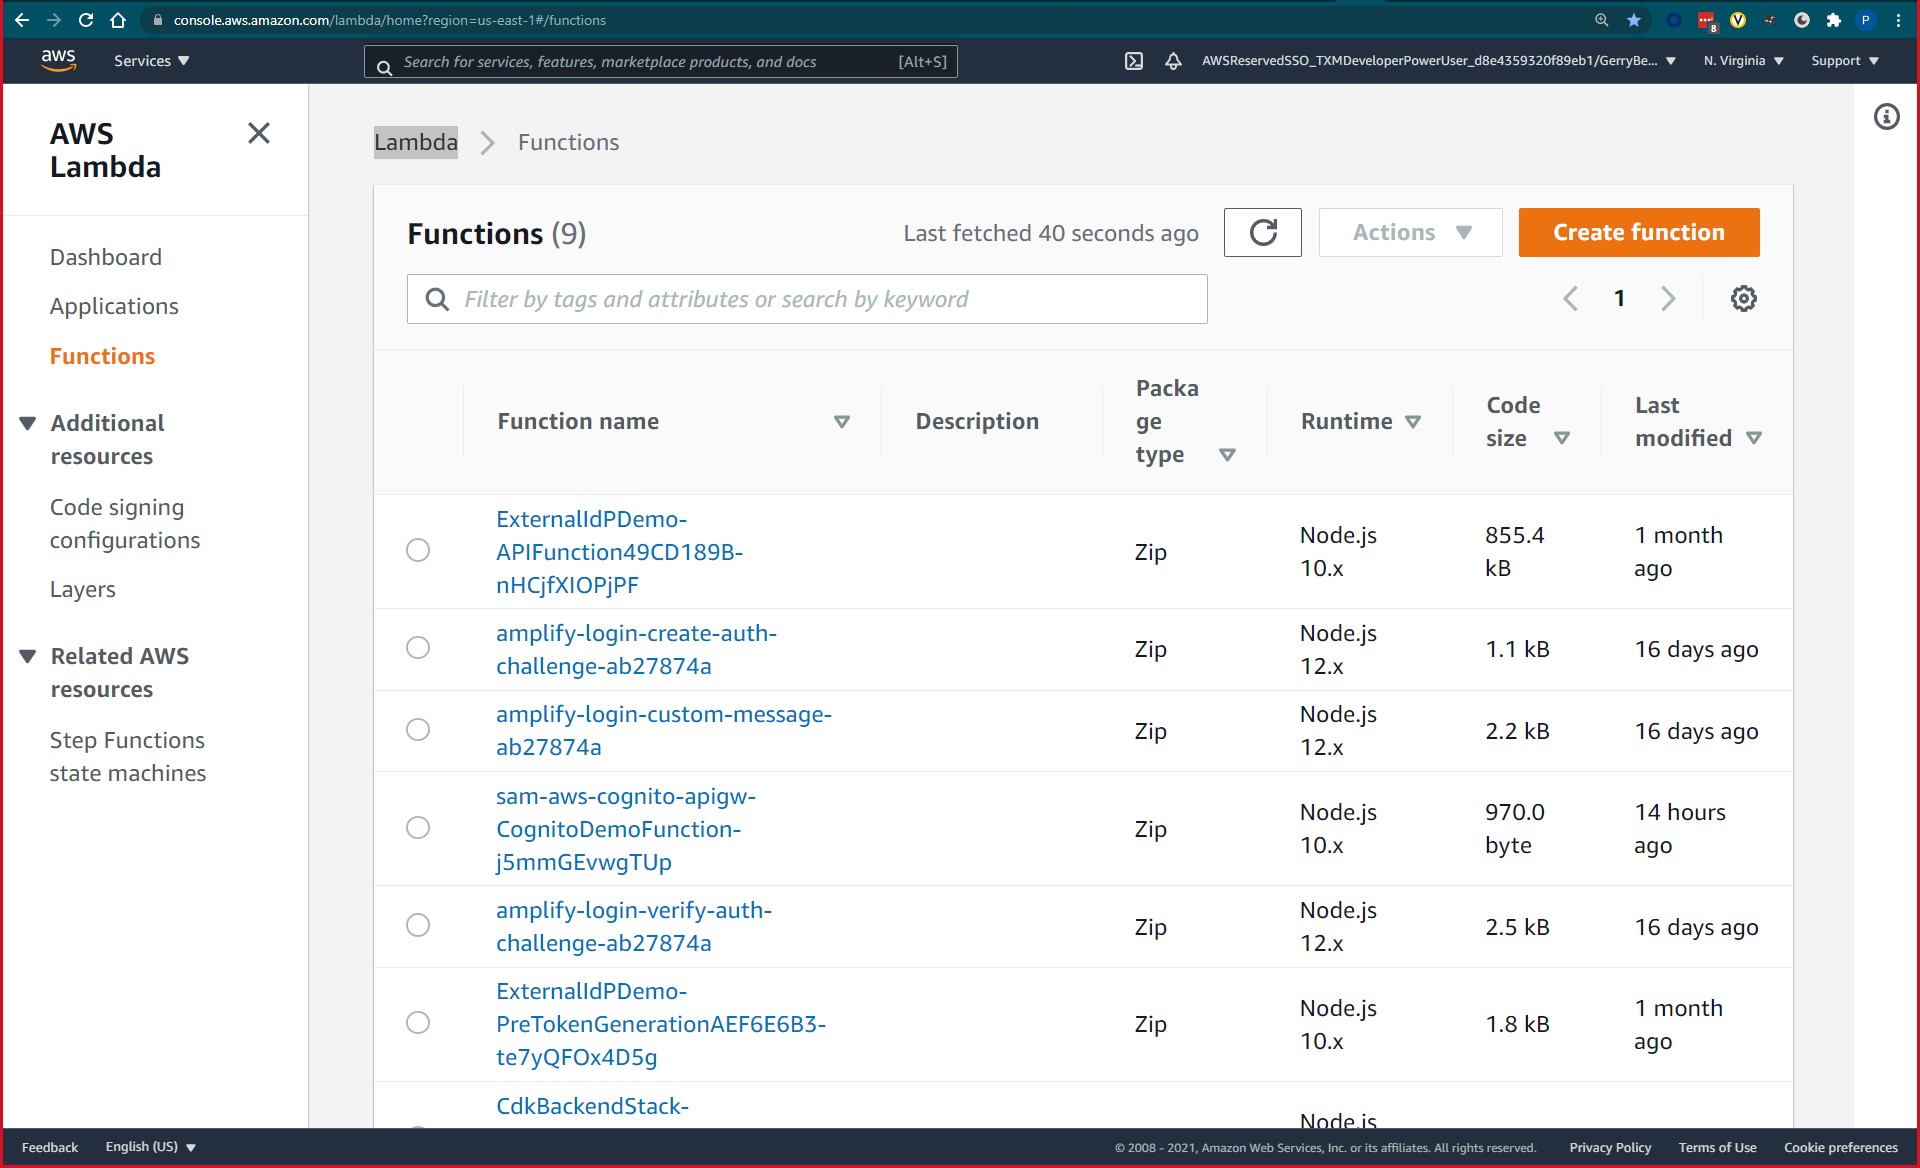 console.aws.amazon.com/lambda/home?region=us-east-1#/functions
8
V
P
aws
Services
Search for services, features, marketplace products, and docs
[Alt+S]
AWSReservedSSO_TXMDeveloperPowerUser_d8e4359320f89eb1/GerryBe...
N. Virginia
Support
AWS
Lambda
Dashboard
Applications
Functions
Additional
resources
Code signing
configurations
Layers
Related AWS
resources
Step Functions
state machines
Lambda
Functions
Functions (9)
Last fetched 40 seconds ago
Actions
Create function
Filter by tags and attributes or search by keyword
1
Function name
Description
Packa
ge
type
Runtime
Code
size
Last
modified
ExternalIdPDemo-
APIFunction49CD189B-
nHCjfXIOPjPF
Zip
Node.js
10.x
855.4
kB
1 month
ago
amplify-login-create-auth-
challenge-ab27874a
Zip
Node.js
12.x
1.1 kB
16 days ago
amplify-login-custom-message-
ab27874a
Zip
Node.js
12.x
2.2 kB
16 days ago
sam-aws-cognito-apigw-
CognitoDemoFunction-
j5mmGEvwgTUp
Zip
Node.js
10.x
970.0
byte
14 hours
ago
amplify-login-verify-auth-
challenge-ab27874a
Zip
Node.js
12.x
2.5 kB
16 days ago
ExternalIdPDemo-
PreTokenGenerationAEF6E6B3-
te7yQFOx4D5g
Zip
Node.js
10.x
1.8 kB
1 month
ago
CdkBackendStack-
Node.js
Feedback
English (US)
© 2008 - 2021, Amazon Web Services, Inc. or its affiliates. All rights reserved.
Privacy Policy
Terms of Use
Cookie preferences